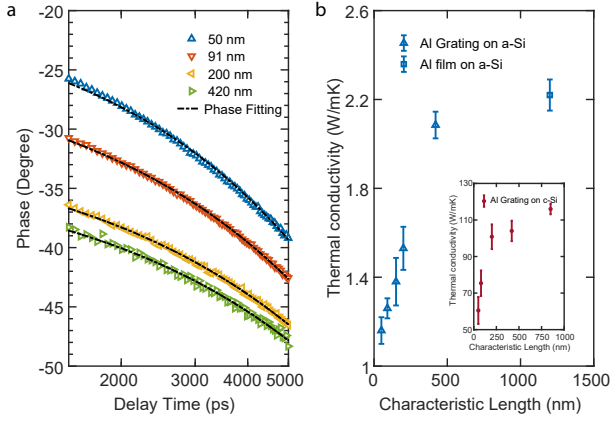 a
-20
-25
-30
-35
-40
-45
-50
Phase (Degree)
50 nm
91 nm
200 nm
420 nm
Phase Fitting
2000
3000
4000
5000
Delay Time (ps)
b
2.6
2.2
1.8
1.4
1
Thermal conductivity (W/mK)
Al Grating on a-Si
Al film on a-Si
0
500
1000
1500
Characteristic Length (nm)
130
110
90
70
50
Thermal conductivity (W/mK)
Al Grating on c-Si
0
500
1000
Characteristic Length (nm)